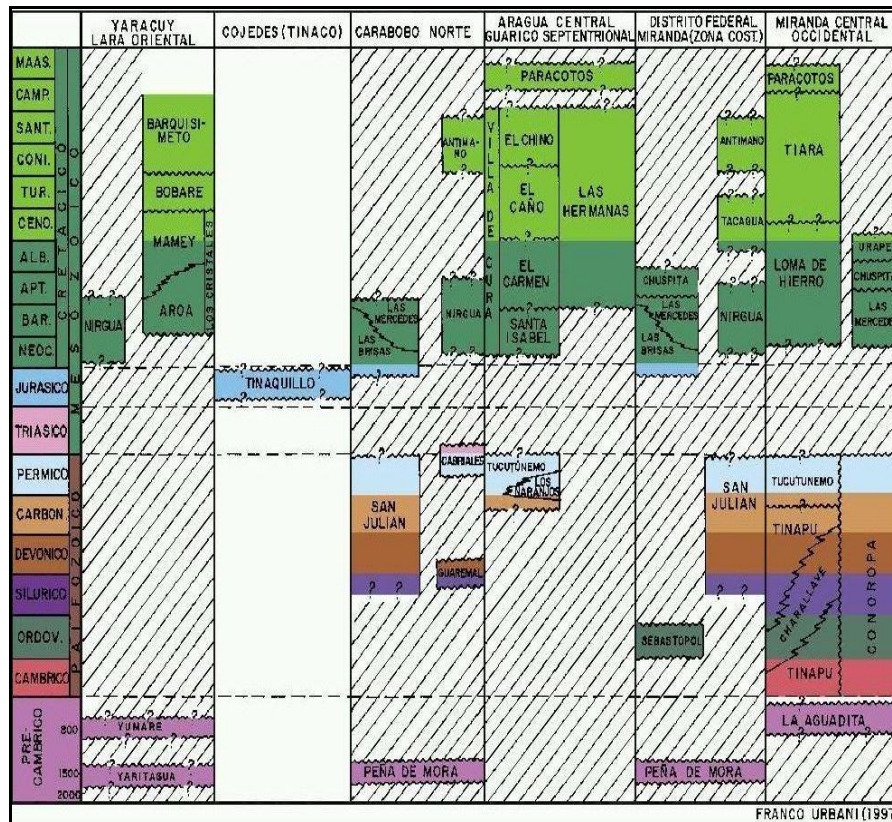 YARACUY
LARA ORIENTAL
COJEDES (TINACO)
CARABOBO NORTE
ARAGUA CENTRAL
GUARICO SEPTENTRIONAL
DISTRITO FEDERAL
MIRANDA (ZONA COST.)
MIRANDA CENTRAL
OCCIDENTAL
MAAS.
CAMP.
SANT.
CONI.
TUR.
CENO.
ALB.
APT.
BAR.
NEOC.
JURASICO
TRIASICO
PERMICO
CARBON.
DEVONICO
SILURICO
ORDOV.
CAMBRICO
PRE-
CAMBRICO
800
1500
2000
CRETACICO
MESOZOICO
PALEOZOICO
BARQUISI-
METO
BOBARE
MAMEY
AROA
LOS CRISTALES
NIRGUA
YUMARE
YARITAGUA
TINAQUILLO
ANTIMA-
NO
LAS
MERCEDES
LAS
BRISAS
NIRGUA
CABRIALES
SAN
JULIAN
GUAREMAL
PEÑA DE MORA
PARACOTOS
VILLA DE CURA
EL CHINO
EL
CAÑO
EL
CARMEN
SANTA
ISABEL
LAS
HERMANAS
TUCUTUNEMO
LOS
NARANJOS
ANTIMANO
TACAGUA
CHUSPITA
LAS
MERCEDES
LAS
BRISAS
NIRGUA
SAN
JULIAN
SEBASTOPOL
PEÑA DE MORA
PARACOTOS
TIARA
LOMA DE
HIERRO
URAPE
CHUSPITA
LAS
MERCED
TUCUTUNEMO
TINAPU
CHARALLAVE
CONOROPA
TINAPU
LA AGUADITA
FRANCO URBANI (1997